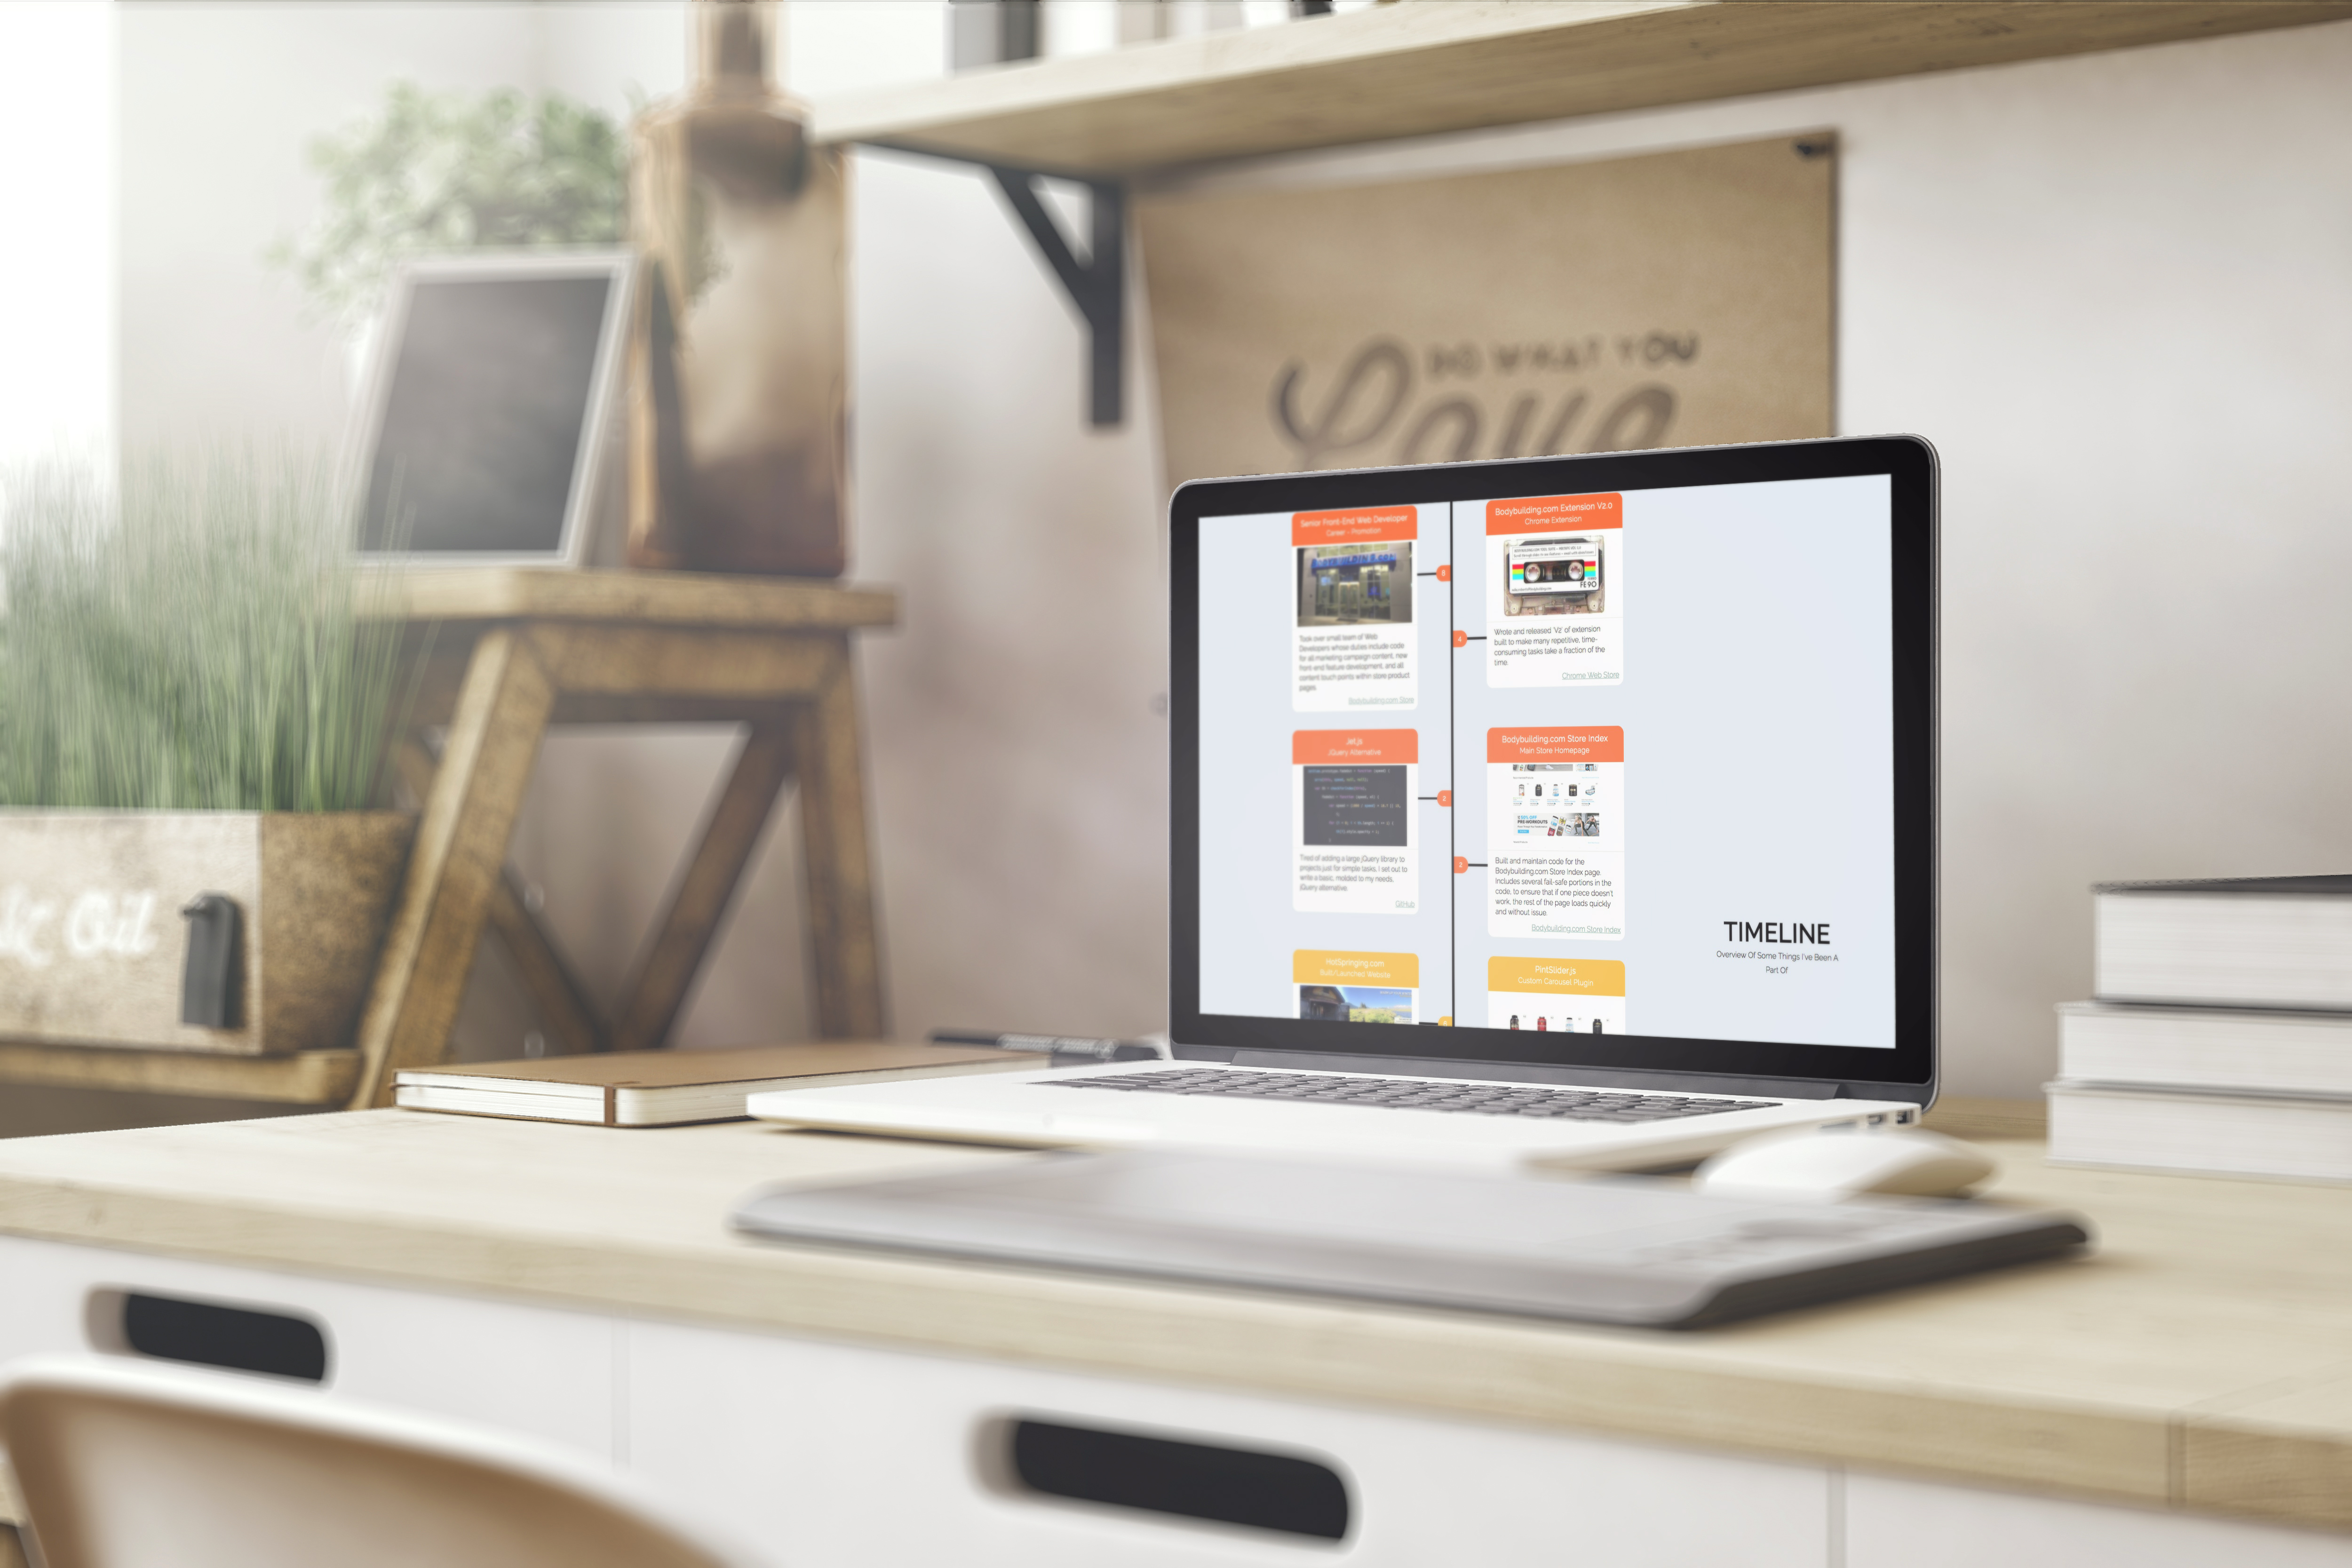 DO WHAT YOU
Love
Oil
Senior Front-End Web Developer
Career - Promotion
Took over small team of Web
Developers whose duties include code
for all marketing campaign content, new
front-end feature development, and all
content touch points within store product
pages.
Bodybuilding.com Store
Bodybuilding.com Extension V2.0
Chrome Extension
FE90
4
Wrote and released 'V2' of extension
built to make many repetitive, time-
consuming tasks take a fraction of the
time.
Chrome Web Store
Jet.js
jQuery Alternative
2
Tired of adding a large jQuery library to
projects just for simple tasks, I set out to
write a basic, molded to my needs,
jQuery alternative.
GitHub
Bodybuilding.com Store Index
Main Store Homepage
50% OFF
PRE-WORKOUTS
Built and maintain code for the
Bodybuilding.com Store Index page.
Includes several fail-safe portions in the
code, to ensure that if one piece doesn't
work, the rest of the page loads quickly
and without issue.
Bodybuilding.com Store Index
HotSpringing.com
Built/Launched Website
PintSlider.js
Custom Carousel Plugin
TIMELINE
Overview Of Some Things I've Been A
Part Of